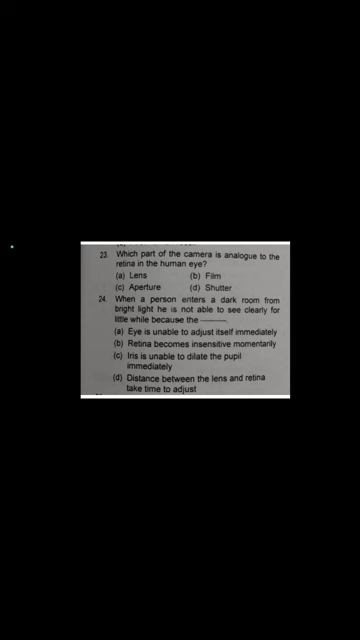 23. Which part of the camera is analogue to the
retina in the human eye?
(a) Lens (b) Film
(c) Aperture (d) Shutter
24. When a person enters a dark room from
bright light he is not able to see clearly for
little while because the ———.
(a) Eye is unable to adjust itself immediately
(b) Retina becomes insensitive momentarily
(c) Iris is unable to dilate the pupil
immediately
(d) Distance between the lens and retina
take time to adjust